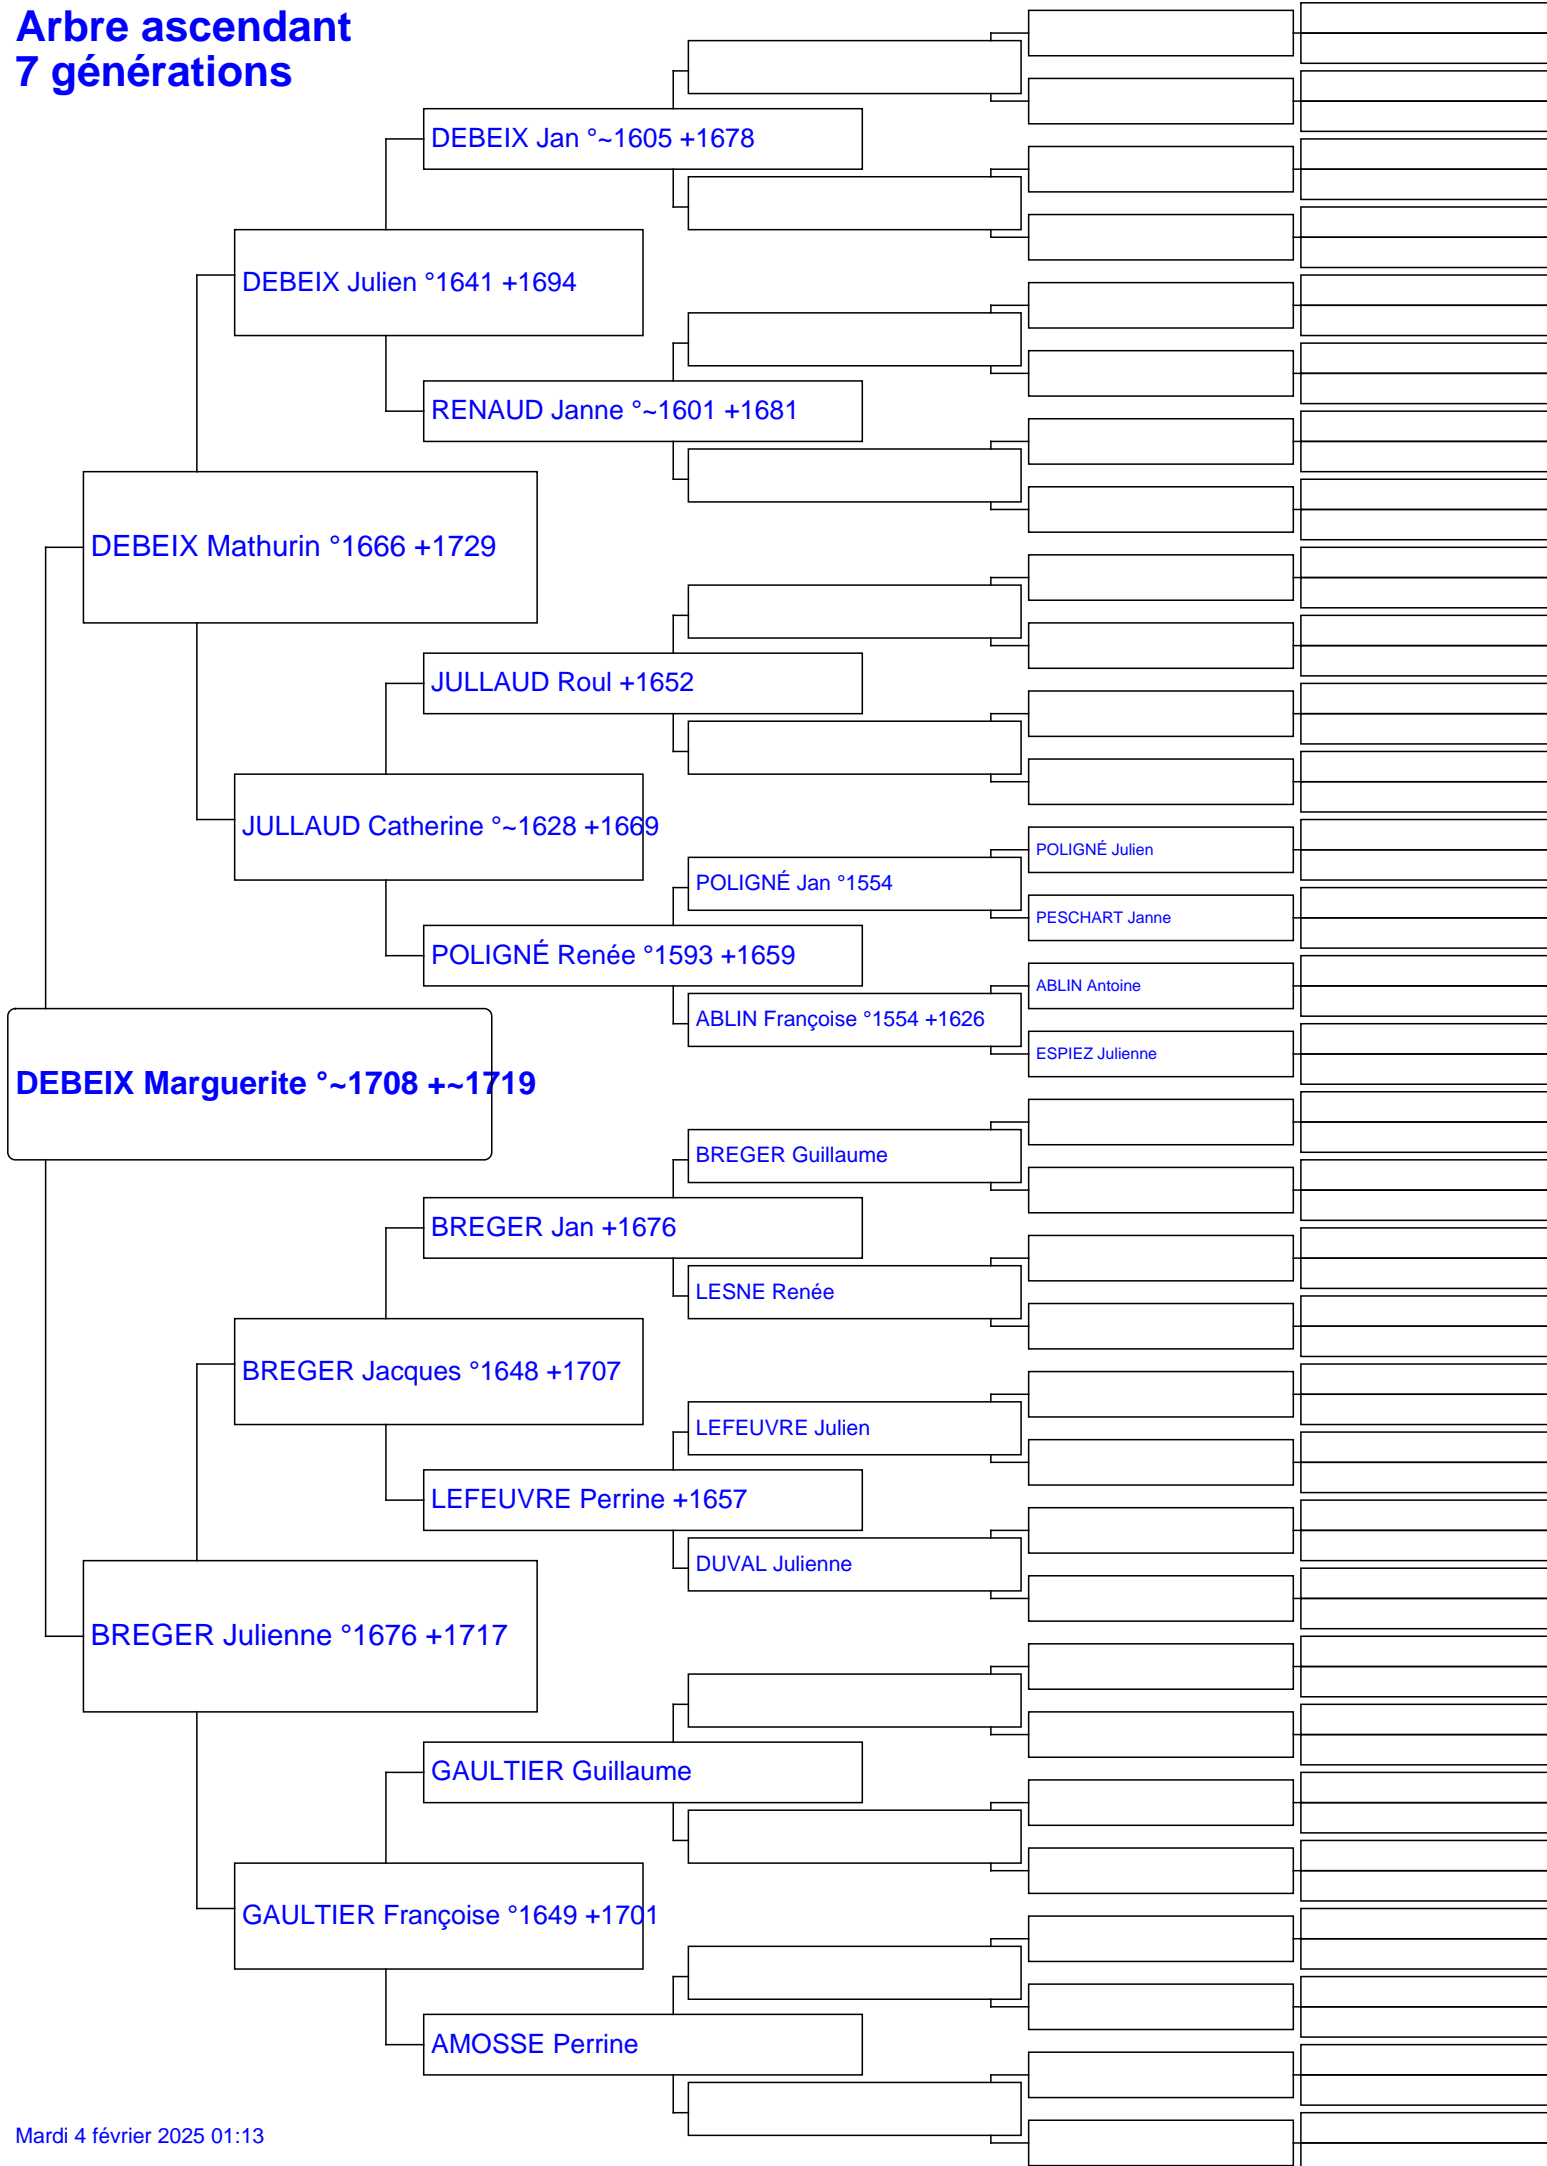 Arbre ascendant
7 générations
DEBEIX Jan °~1605 +1678
DEBEIX Julien °1641 +1694
RENAUD Janne °~1601 +1681
DEBEIX Mathurin °1666 +1729
JULLAUD Roul +1652
JULLAUD Catherine °~1628 +1669
POLIGNÉ Julien
POLIGNÉ Jan °1554
PESCHART Janne
POLIGNÉ Renée °1593 +1659
ABLIN Antoine
ABLIN Françoise °1554 +1626
ESPIEZ Julienne
DEBEIX Marguerite °~1708 +~1719
BREGER Guillaume
BREGER Jan +1676
LESNE Renée
BREGER Jacques °1648 +1707
LEFEUVRE Julien
LEFEUVRE Perrine +1657
DUVAL Julienne
BREGER Julienne °1676 +1717
GAULTIER Guillaume
GAULTIER Françoise °1649 +1701
AMOSSE Perrine
Mardi 4 février 2025 01:13